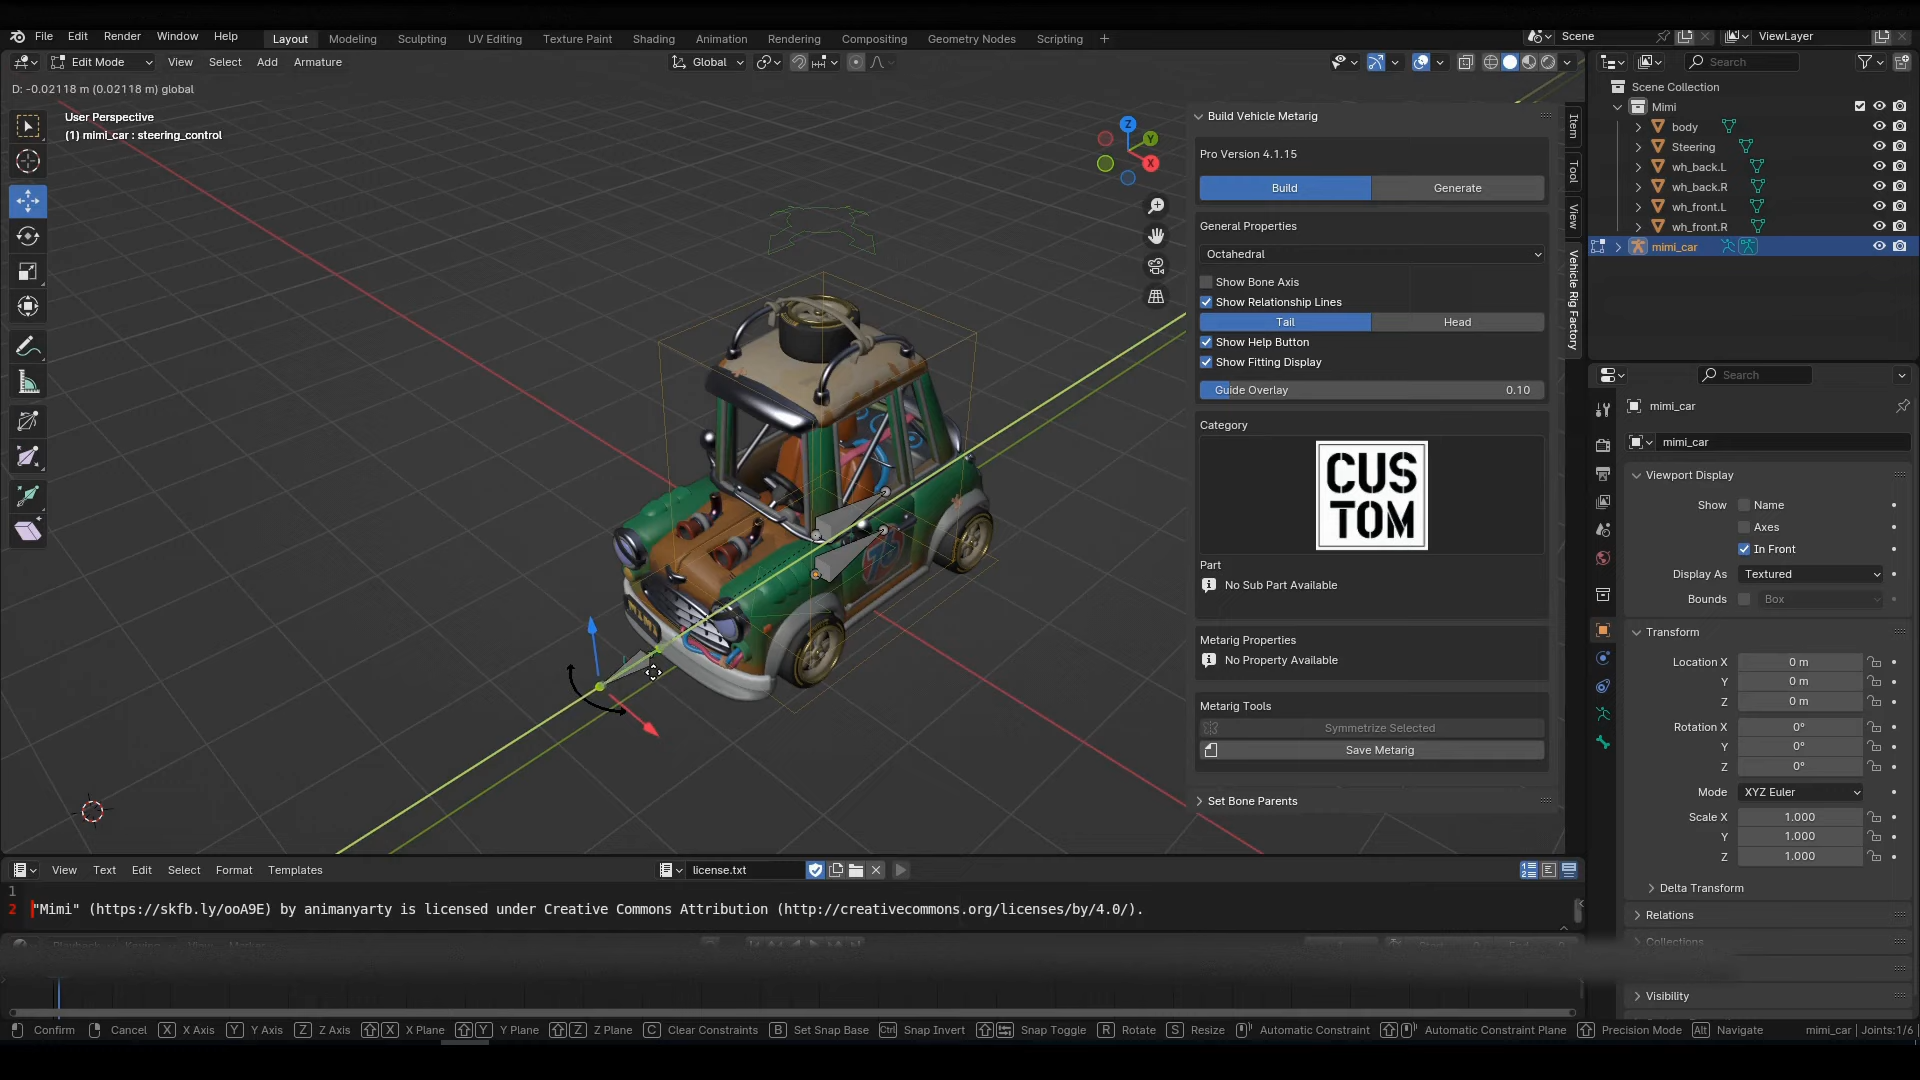 File Edit Render Window Help
Layout Modeling Sculpting UV Editing Texture Paint Shading Animation Rendering Compositing Geometry Nodes Scripting +
Scene
ViewLayer
Edit Mode View Select Add Armature
Global
D: -0.02118 m (0.02118 m) global
User Perspective
(1) mimi_car : steering_control
Z
Y
X
Build Vehicle Metarig
Pro Version 4.1.15
Build Generate
General Properties
Octahedral
Show Bone Axis
Show Relationship Lines
Tail Head
Show Help Button
Show Fitting Display
Guide Overlay 0.10
Category
CUS
TOM
Part
No Sub Part Available
Metarig Properties
No Property Available
Metarig Tools
Symmetrize Selected
Save Metarig
Set Bone Parents
Item
Tool
View
Vehicle Rig Factory
Search
Scene Collection
Mimi
body
Steering
wh_back.L
wh_back.R
wh_front.L
wh_front.R
mimi_car
Search
mimi_car
mimi_car
Viewport Display
Show Name
Axes
In Front
Display As Textured
Bounds Box
Transform
Location X 0 m
Y 0 m
Z 0 m
Rotation X 0°
Y 0°
Z 0°
Mode XYZ Euler
Scale X 1.000
Y 1.000
Z 1.000
Delta Transform
Relations
Collections
Visibility
View Text Edit Select Format Templates
license.txt
1
2 "Mimi" (https://skfb.ly/ooA9E) by animanyarty is licensed under Creative Commons Attribution (http://creativecommons.org/licenses/by/4.0/).
Confirm Cancel X X Axis Y Y Axis Z Z Axis X X Plane Y Y Plane Z Z Plane C Clear Constraints B Set Snap Base Ctrl Snap Invert Snap Toggle R Rotate S Resize Automatic Constraint Automatic Constraint Plane Precision Mode Alt Navigate mimi_car | Joints:1/6